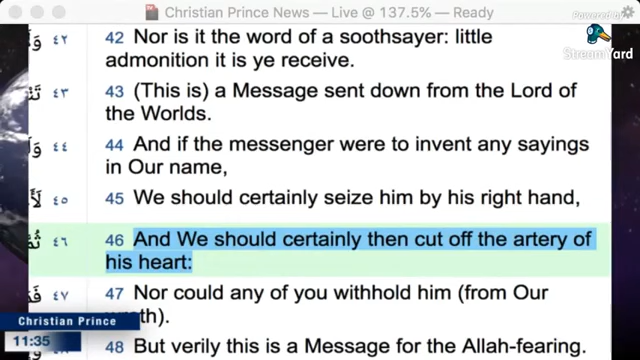 Christian Prince News — Live @ 137.5% — Ready
Powered by
StreamYard
42 Nor is it the word of a soothsayer: little
admonition it is ye receive.
٤٢
43 (This is) a Message sent down from the Lord of
the Worlds.
٤٣
44 And if the messenger were to invent any sayings
in Our name,
٤٤
45 We should certainly seize him by his right hand,
٤٥
46 And We should certainly then cut off the artery of
his heart:
٤٦
47 Nor could any of you withhold him (from Our
th).
٤٧
Christian Prince
11:35
48 But verily this is a Message for the Allah-fearing.